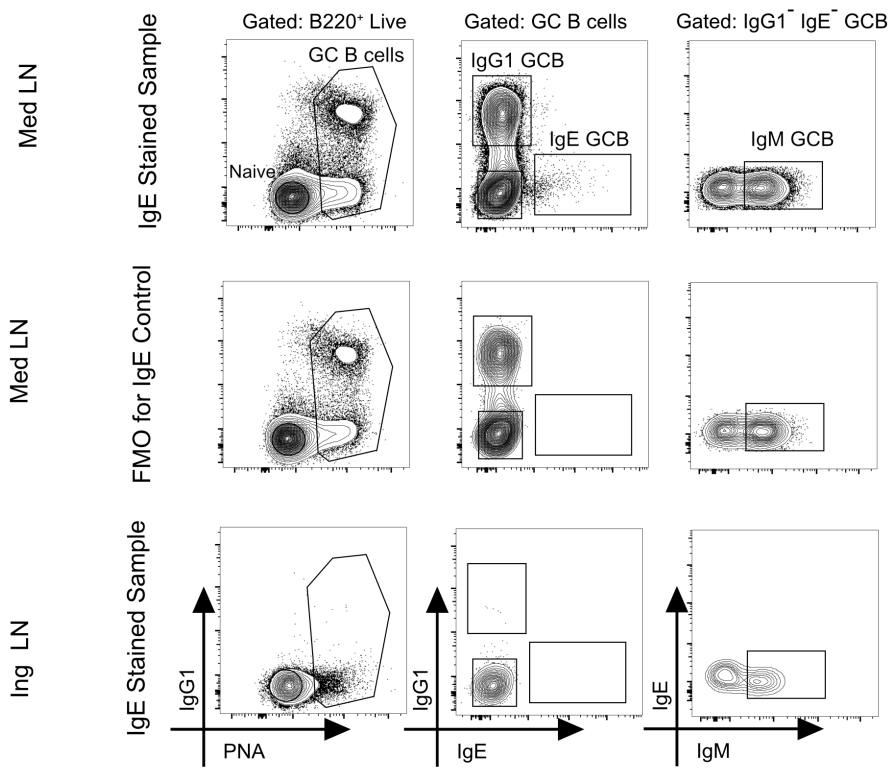 Gated: B220⁺ Live
Gated: GC B cells
Gated: IgG1⁻ IgE⁻ GCB
Med LN
IgE Stained Sample
GC B cells
Naive
IgG1 GCB
IgE GCB
IgM GCB
Med LN
FMO for IgE Control
Ing LN
IgE Stained Sample
IgG1
PNA
IgG1
IgE
IgE
IgM